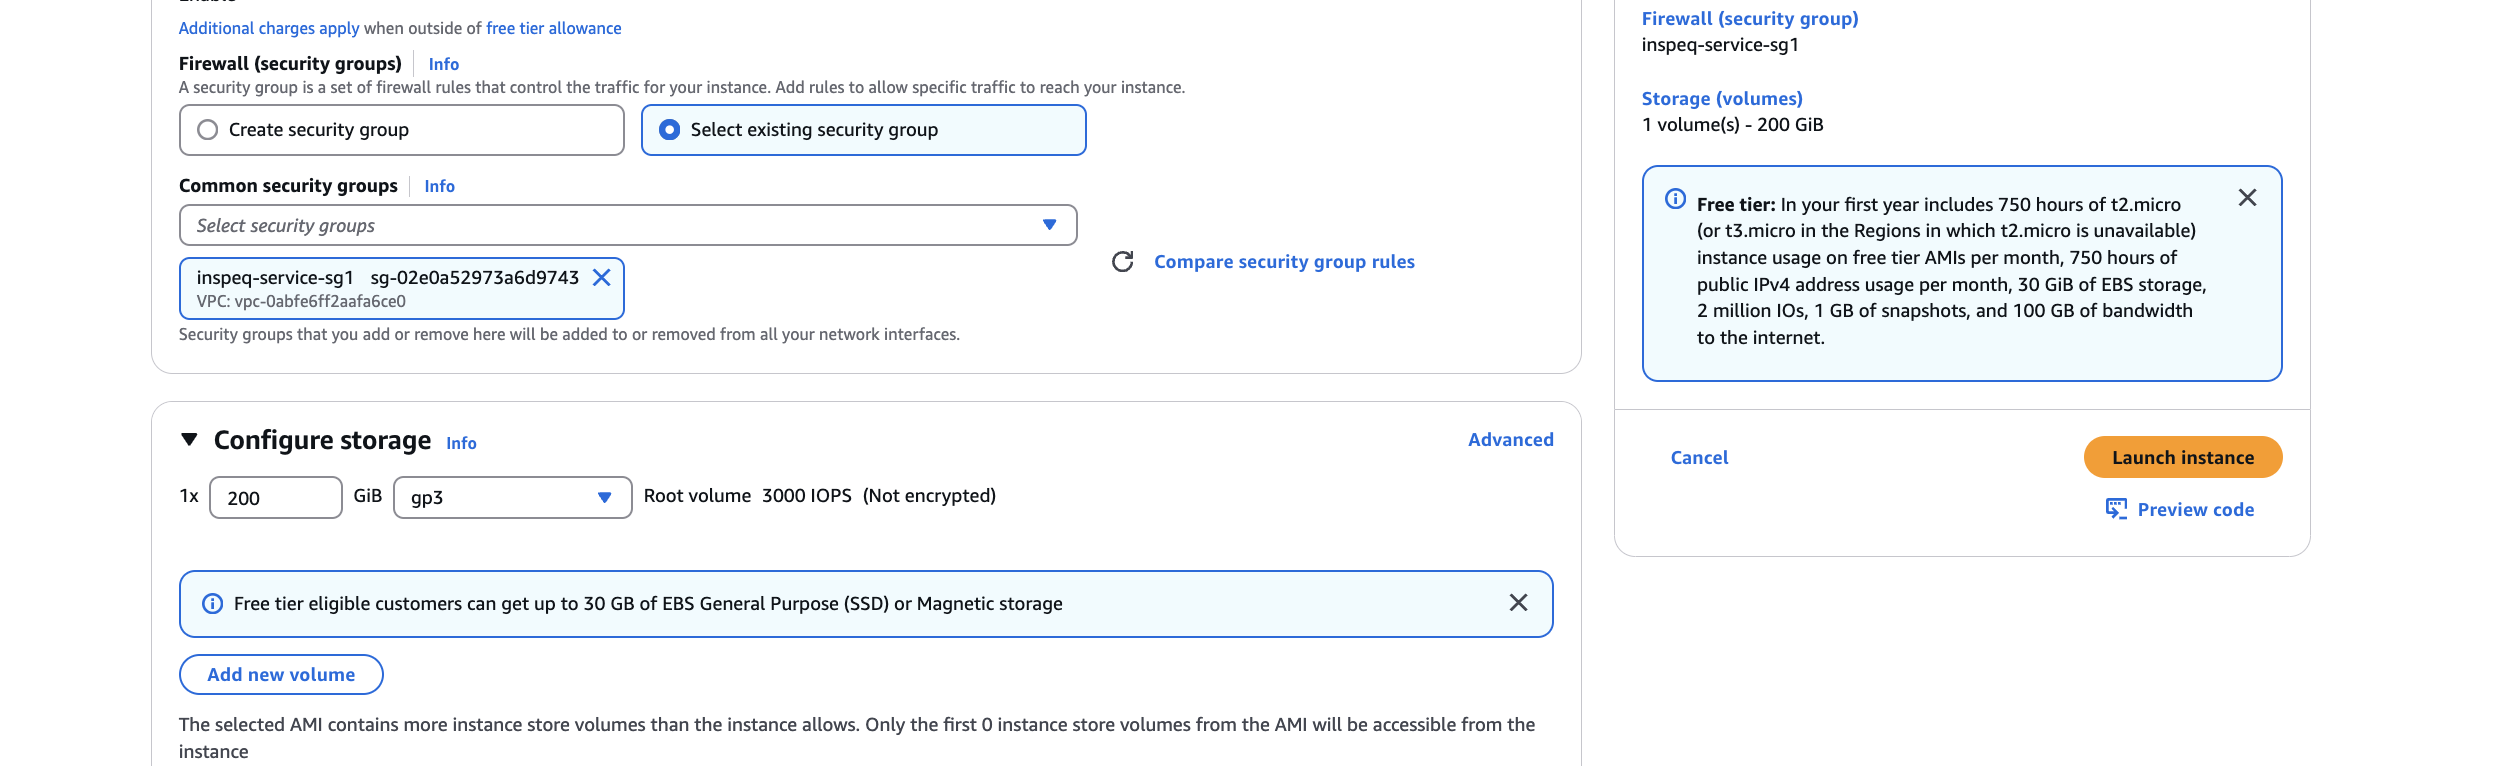 Additional charges apply when outside of free tier allowance
Firewall (security groups) Info
A security group is a set of firewall rules that control the traffic for your instance. Add rules to allow specific traffic to reach your instance.
Create security group
Select existing security group
Common security groups Info
Select security groups
inspeq-service-sg1 sg-02e0a52973a6d9743
VPC: vpc-0abfe6ff2aafa6ce0
Compare security group rules
Security groups that you add or remove here will be added to or removed from all your network interfaces.
Configure storage Info
Advanced
1x 200 GiB gp3 Root volume 3000 IOPS (Not encrypted)
Free tier eligible customers can get up to 30 GB of EBS General Purpose (SSD) or Magnetic storage
Add new volume
The selected AMI contains more instance store volumes than the instance allows. Only the first 0 instance store volumes from the AMI will be accessible from the
instance
Firewall (security group)
inspeq-service-sg1
Storage (volumes)
1 volume(s) - 200 GiB
Free tier: In your first year includes 750 hours of t2.micro
(or t3.micro in the Regions in which t2.micro is unavailable)
instance usage on free tier AMIs per month, 750 hours of
public IPv4 address usage per month, 30 GiB of EBS storage,
2 million IOs, 1 GB of snapshots, and 100 GB of bandwidth
to the internet.
Cancel
Launch instance
Preview code